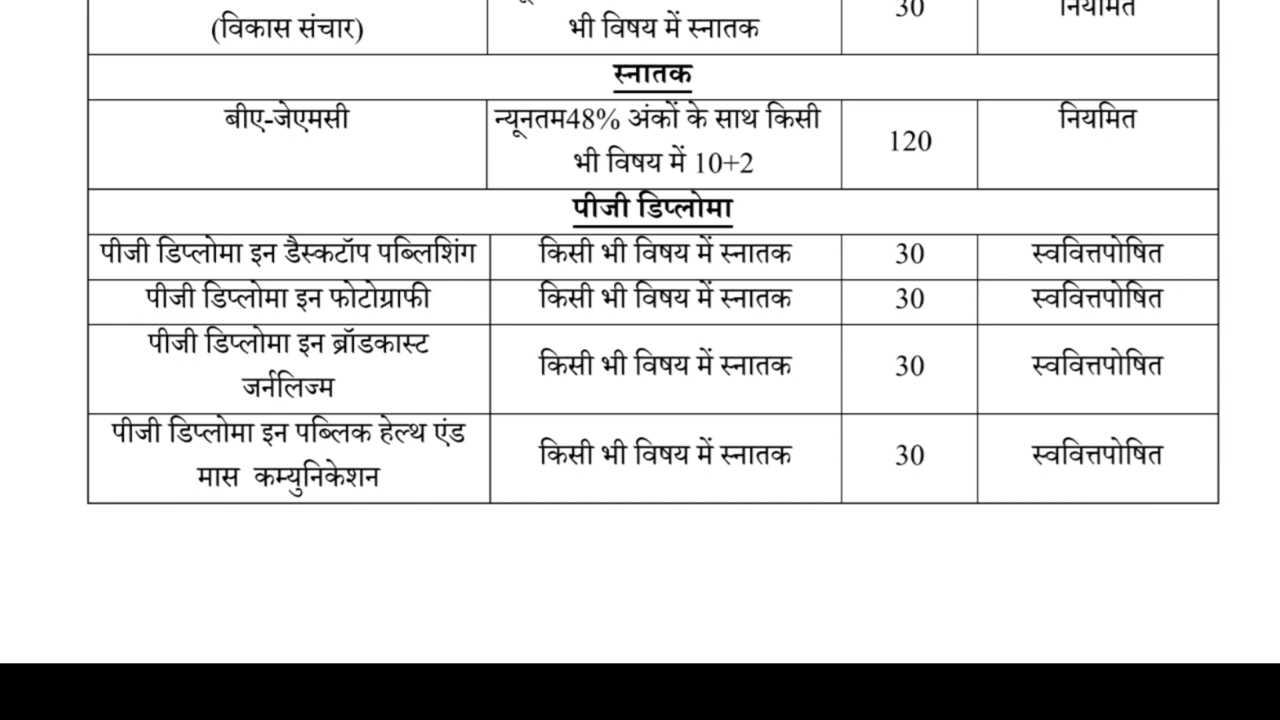 30
(विकास संचार)
भी विषय में स्नातक
स्नातक
बीए-जेएमसी
न्यूनतम48% अंकों के साथ किसी
भी विषय में 10+2
120
नियमित
पीजी डिप्लोमा
पीजी डिप्लोमा इन डैस्कटॉप पब्लिशिंग
किसी भी विषय में स्नातक
30
स्ववित्तपोषित
पीजी डिप्लोमा इन फोटोग्राफी
किसी भी विषय में स्नातक
30
स्ववित्तपोषित
पीजी डिप्लोमा इन ब्रॉडकास्ट
जर्नलिज्म
किसी भी विषय में स्नातक
30
स्ववित्तपोषित
पीजी डिप्लोमा इन पब्लिक हेल्थ एंड
मास कम्युनिकेशन
किसी भी विषय में स्नातक
30
स्ववित्तपोषित